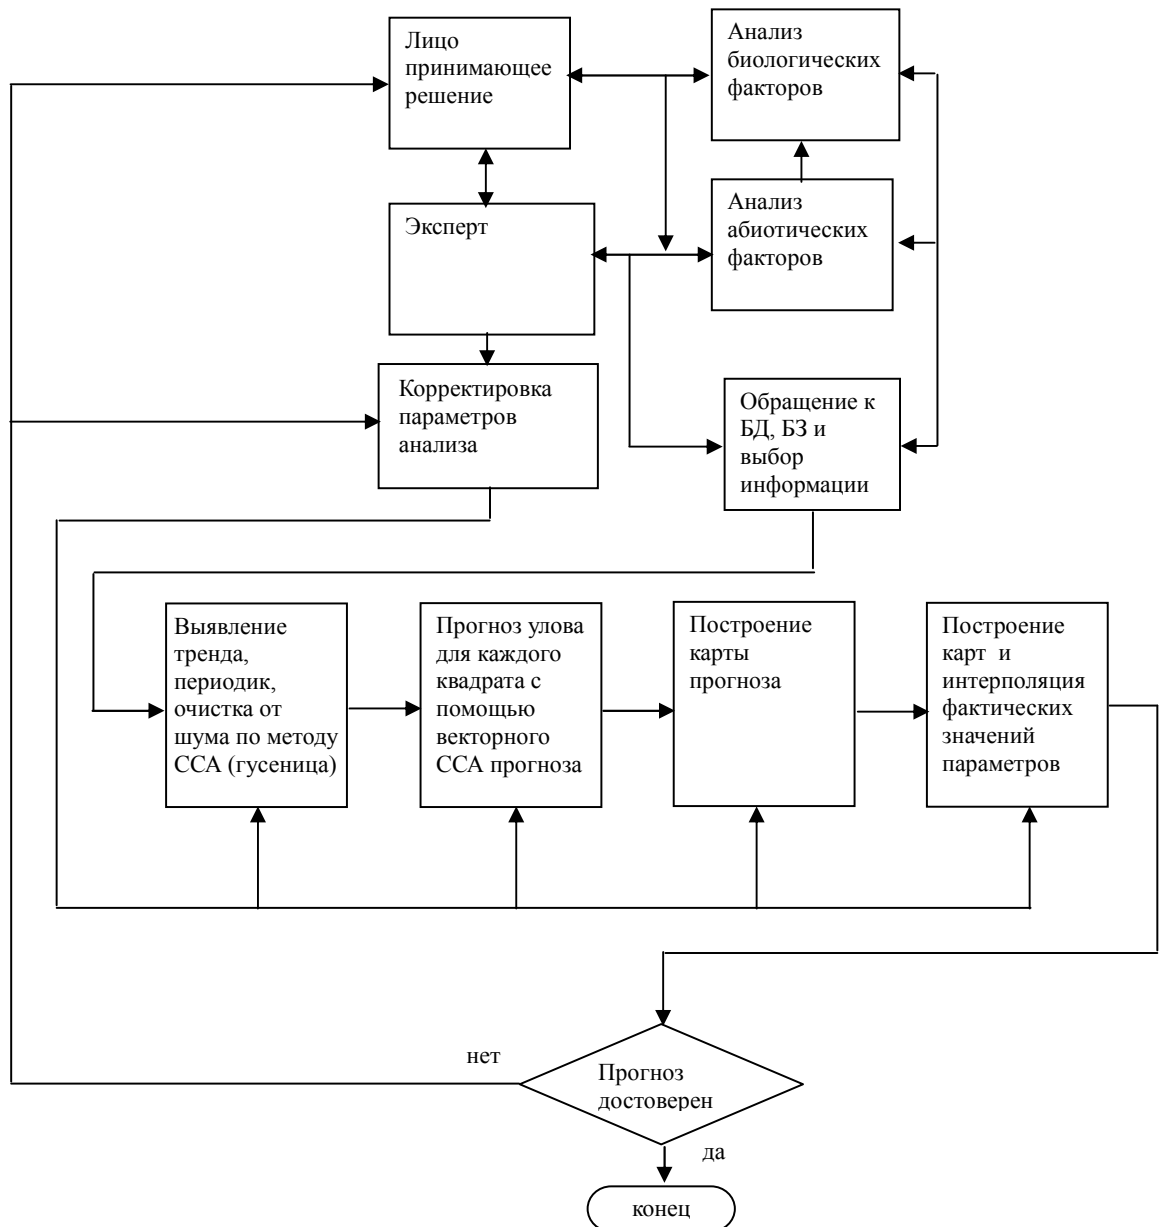 Лицо
принимающее
решение
Анализ
биологических
факторов
Эксперт
Анализ
абиотических
факторов
Корректировка
параметров
анализа
Обращение к
БД, БЗ и
выбор
информации
Выявление
тренда,
периодик,
очистка от
шума по методу
ССА (гусеница)
Прогноз улова
для каждого
квадрата с
помощью
векторного
ССА прогноза
Построение
карты
прогноза
Построение
карт и
интерполяция
фактических
значений
параметров
нет
Прогноз
достоверен
да
конец